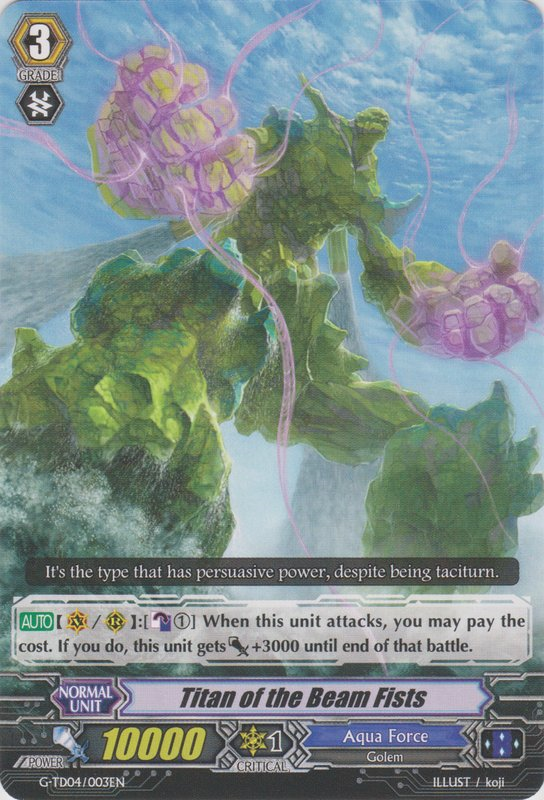 3
GRADE
It's the type that has persuasive power, despite being taciturn.
AUTO【V/R】:[①] When this unit attacks, you may pay the
cost. If you do, this unit gets +3000 until end of that battle.
NORMAL
UNIT
Titan of the Beam Fists
POWER 10000
1
CRITICAL
Aqua Force
Golem
G-TD04/003EN
ILLUST / koji